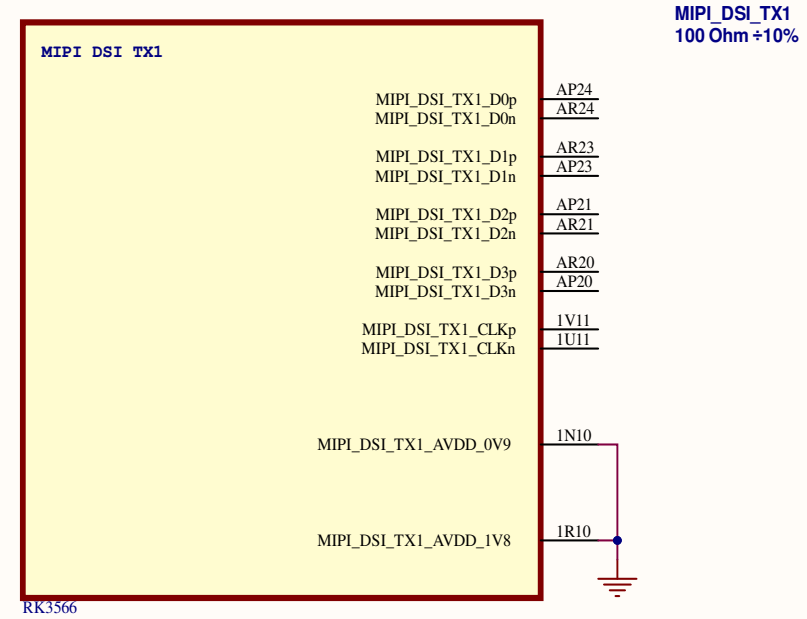 MIPI_DSI_TX1
100 Ohm ÷10%
MIPI DSI TX1
MIPI_DSI_TX1_D0p AP24
MIPI_DSI_TX1_D0n AR24
MIPI_DSI_TX1_D1p AR23
MIPI_DSI_TX1_D1n AP23
MIPI_DSI_TX1_D2p AP21
MIPI_DSI_TX1_D2n AR21
MIPI_DSI_TX1_D3p AR20
MIPI_DSI_TX1_D3n AP20
MIPI_DSI_TX1_CLKp 1V11
MIPI_DSI_TX1_CLKn 1U11
MIPI_DSI_TX1_AVDD_0V9 1N10
MIPI_DSI_TX1_AVDD_1V8 1R10
RK3566